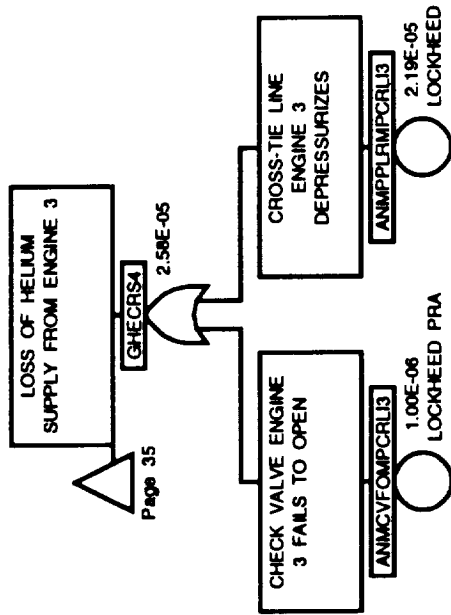 LOSS OF HELIUM
SUPPLY FROM ENGINE 3
GHECRS4
2.58E-05
Page 35
CHECK VALVE ENGINE
3 FAILS TO OPEN
ANMCVFOMPCRLI3
1.00E-06
LOCKHEED PRA
CROSS-TIE LINE
ENGINE 3
DEPRESSURIZES
ANMPPLRMPCRLI3
2.19E-05
LOCKHEED